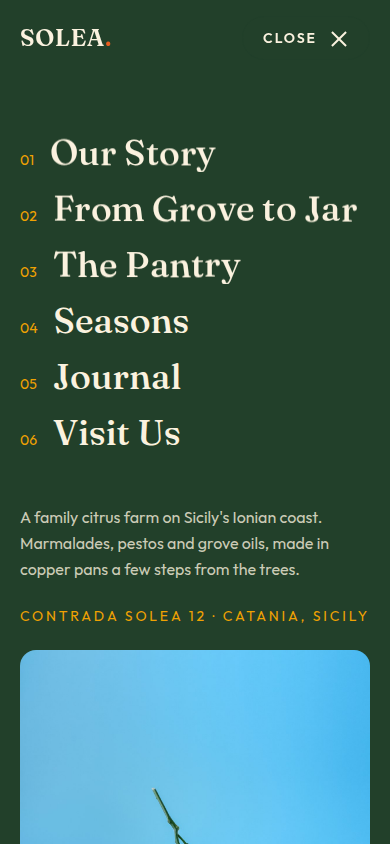 SOLEA.
CLOSE
01 Our Story
02 From Grove to Jar
03 The Pantry
04 Seasons
05 Journal
06 Visit Us
A family citrus farm on Sicily's Ionian coast.
Marmalades, pestos and grove oils, made in
copper pans a few steps from the trees.
CONTRADA SOLEA 12 · CATANIA, SICILY